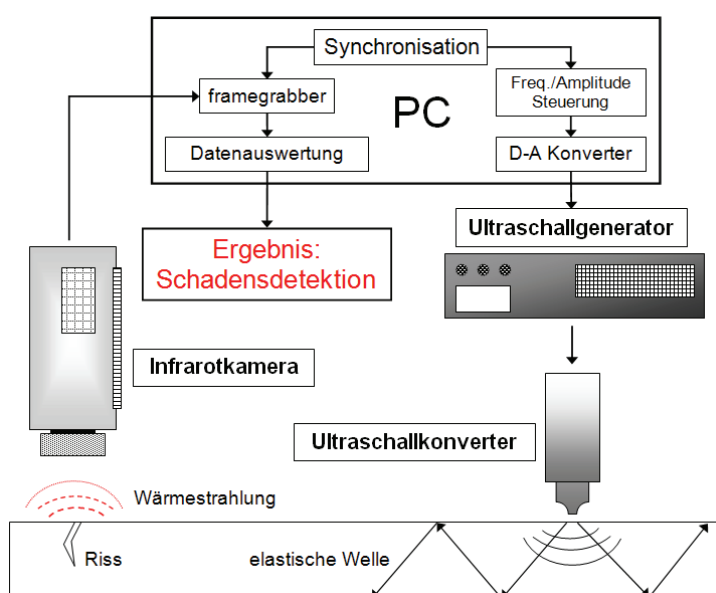 Synchronisation
framegrabber
Freq./Amplitude
Steuerung
PC
Datenauswertung
D-A Konverter
Ergebnis:
Schadensdetektion
Ultraschallgenerator
Infrarotkamera
Ultraschallkonverter
Wärmestrahlung
Riss
elastische Welle